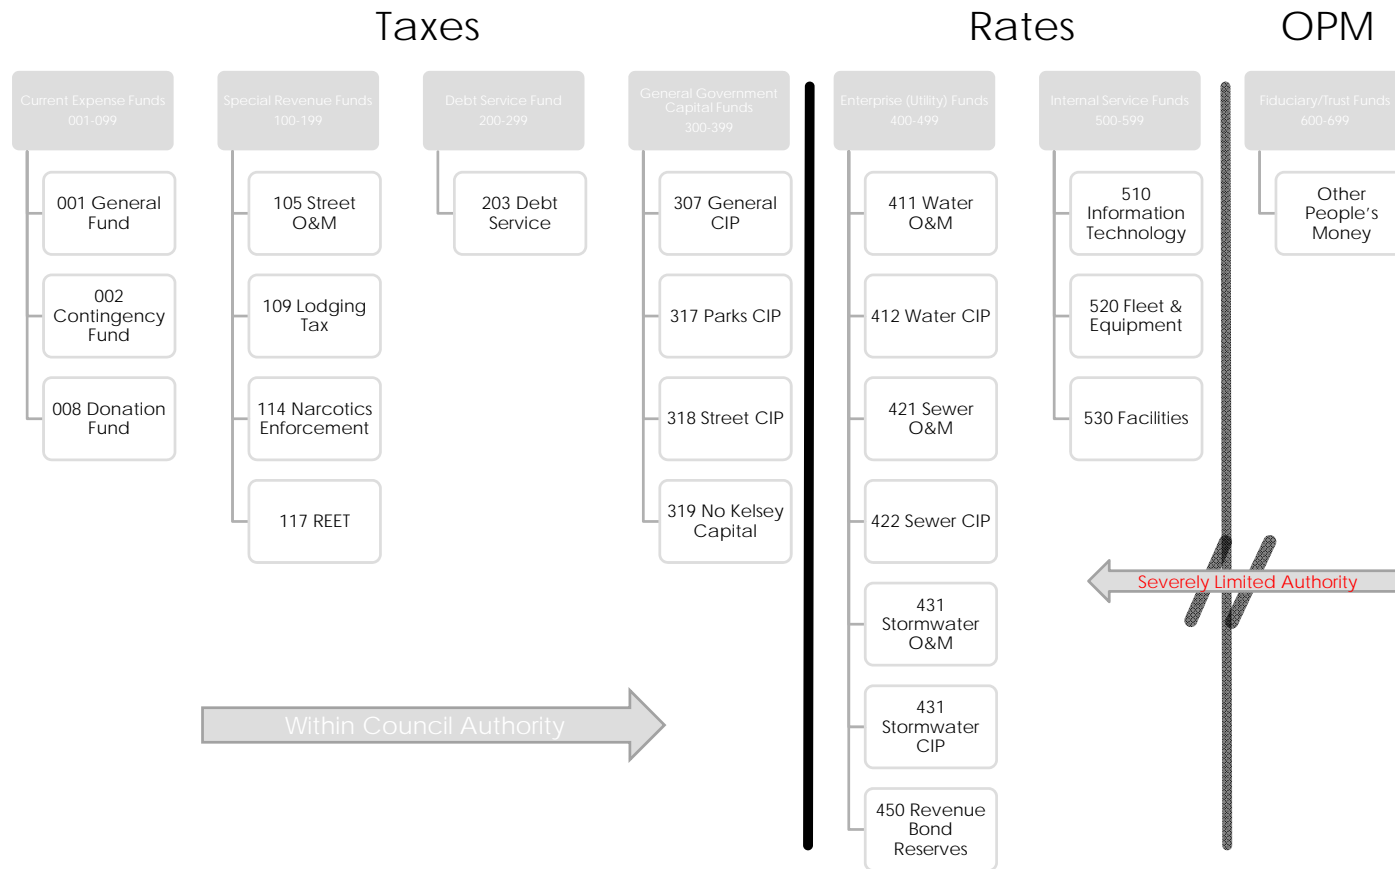 Taxes
Rates
OPM
Current Expense Funds
001-099
001 General
Fund
002
Contingency
Fund
008 Donation
Fund
Special Revenue Funds
100-199
105 Street
O&M
109 Lodging
Tax
114 Narcotics
Enforcement
117 REET
Debt Service Fund
200-299
203 Debt
Service
General Government
Capital Funds
300-399
307 General
CIP
317 Parks CIP
318 Street CIP
319 No Kelsey
Capital
Enterprise (Utility) Funds
400-499
411 Water
O&M
412 Water CIP
421 Sewer
O&M
422 Sewer CIP
431
Stormwater
O&M
431
Stormwater
CIP
450 Revenue
Bond
Reserves
Internal Service Funds
500-599
510
Information
Technology
520 Fleet &
Equipment
530 Facilities
Fiduciary/Trust Funds
600-699
Other
People's
Money
Severely Limited Authority
Within Council Authority